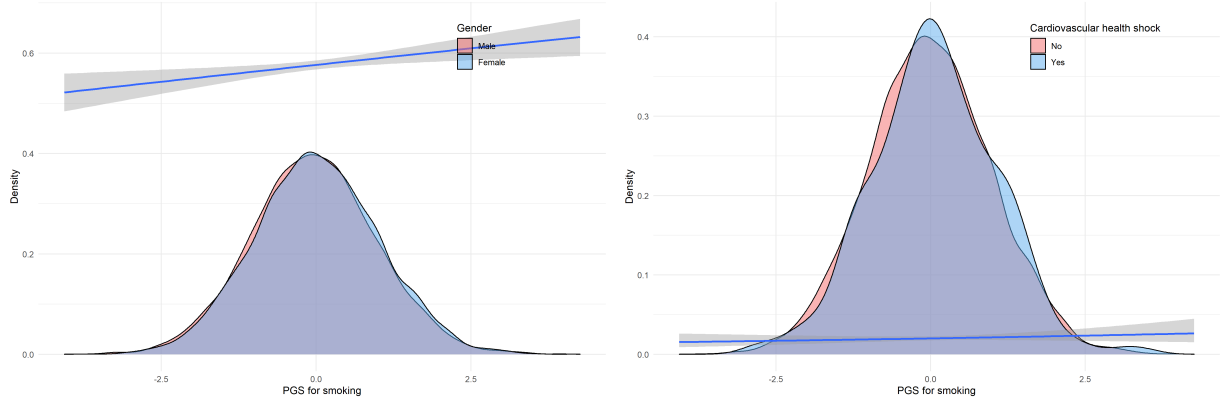 Gender
Male
Female
0.6
0.4
0.2
0.0
Density
-2.5
0.0
2.5
PGS for smoking
Cardiovascular health shock
No
Yes
0.4
0.3
0.2
0.1
0.0
Density
-2.5
0.0
2.5
PGS for smoking